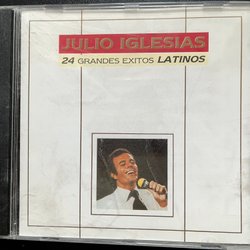 JULIO IGLESIAS
24 GRANDES EXITOS LATINOS